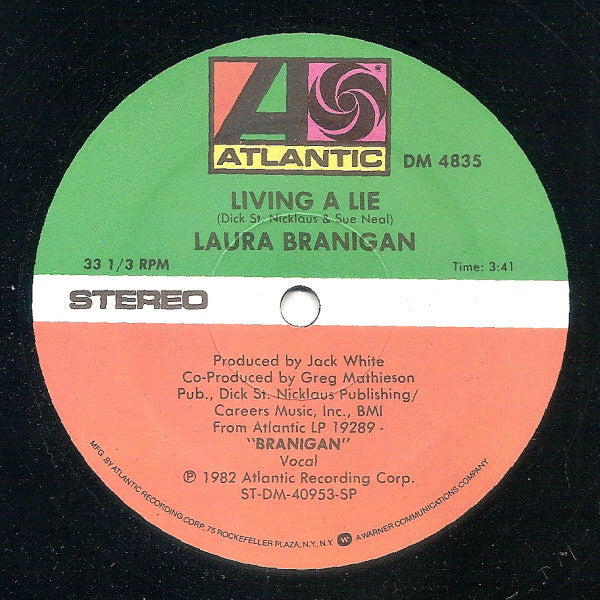 ATLANTIC
DM 4835
LIVING A LIE
(Dick St. Nicklaus & Sue Neal)
LAURA BRANIGAN
33 1/3 RPM
Time: 3:41
STEREO
Produced by Jack White
Co-Produced by Greg Mathieson
Pub., Dick St. Nicklaus Publishing/
Careers Music, Inc., BMI
From Atlantic LP 19289 -
"BRANIGAN"
Vocal
℗ 1982 Atlantic Recording Corp.
ST-DM-40953-SP
MFG. BY ATLANTIC RECORDING CORP. 75 ROCKEFELLER PLAZA, N.Y., N.Y. A WARNER COMMUNICATIONS COMPANY